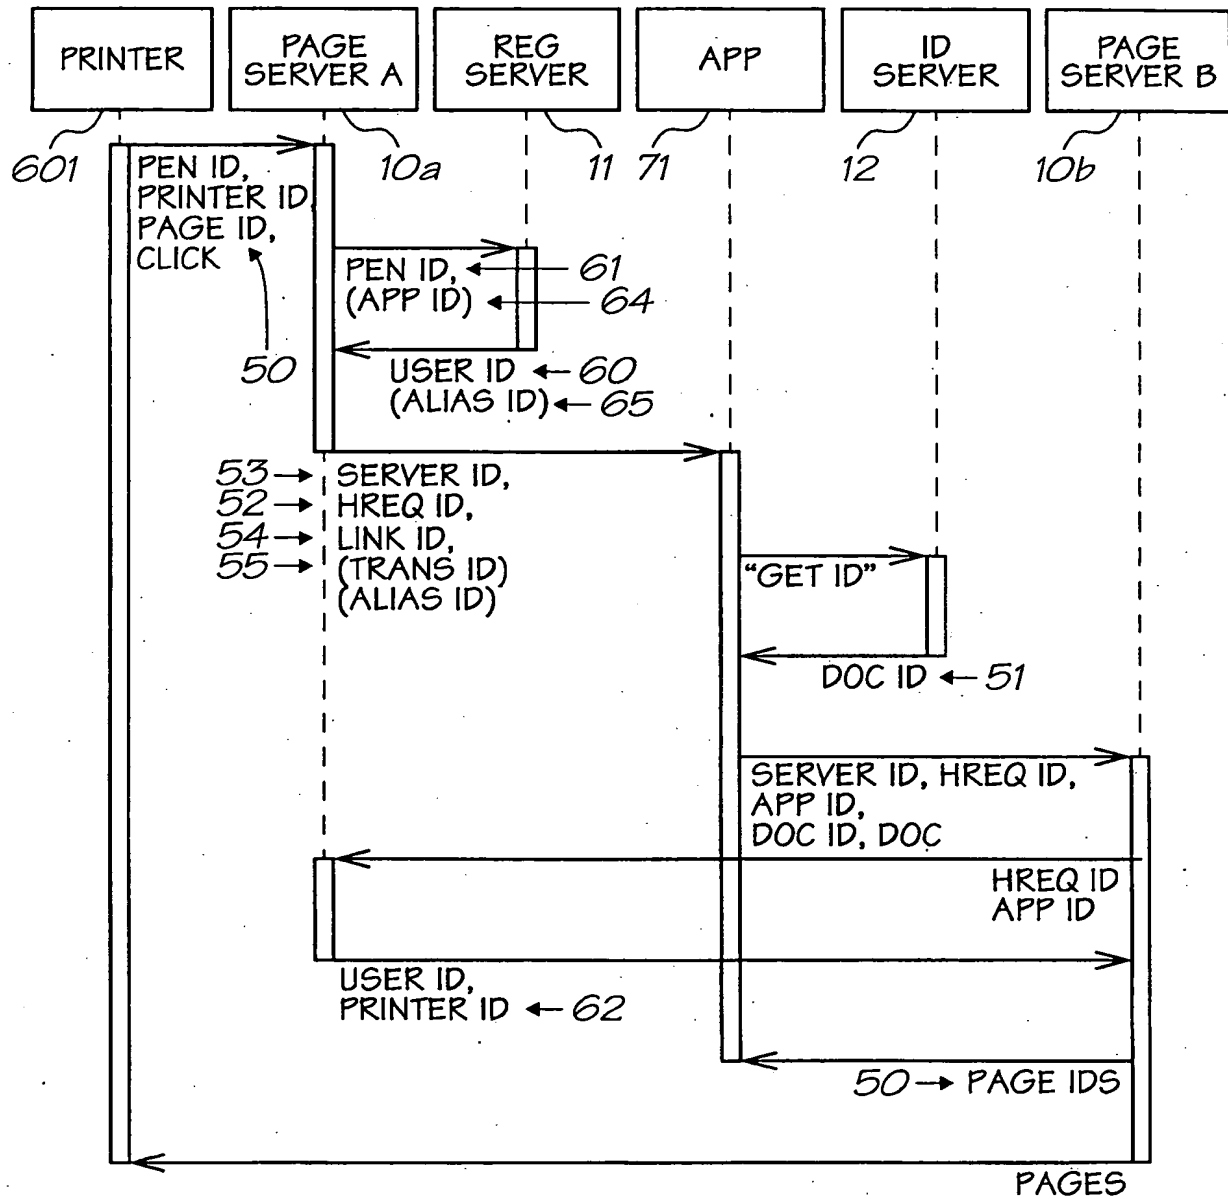 PRINTER
PAGE
SERVER A
REG
SERVER
APP
ID
SERVER
PAGE
SERVER B
601
10a
11
71
12
10b
PEN ID,
PRINTER ID,
PAGE ID,
CLICK
50
PEN ID, 61
(APP ID) 64
USER ID 60
(ALIAS ID) 65
53 SERVER ID,
52 HREQ ID,
54 LINK ID,
55 (TRANS ID)
(ALIAS ID)
“GET ID”
DOC ID 51
SERVER ID, HREQ ID,
APP ID,
DOC ID, DOC
HREQ ID
APP ID
USER ID,
PRINTER ID 62
50 PAGE IDS
PAGES